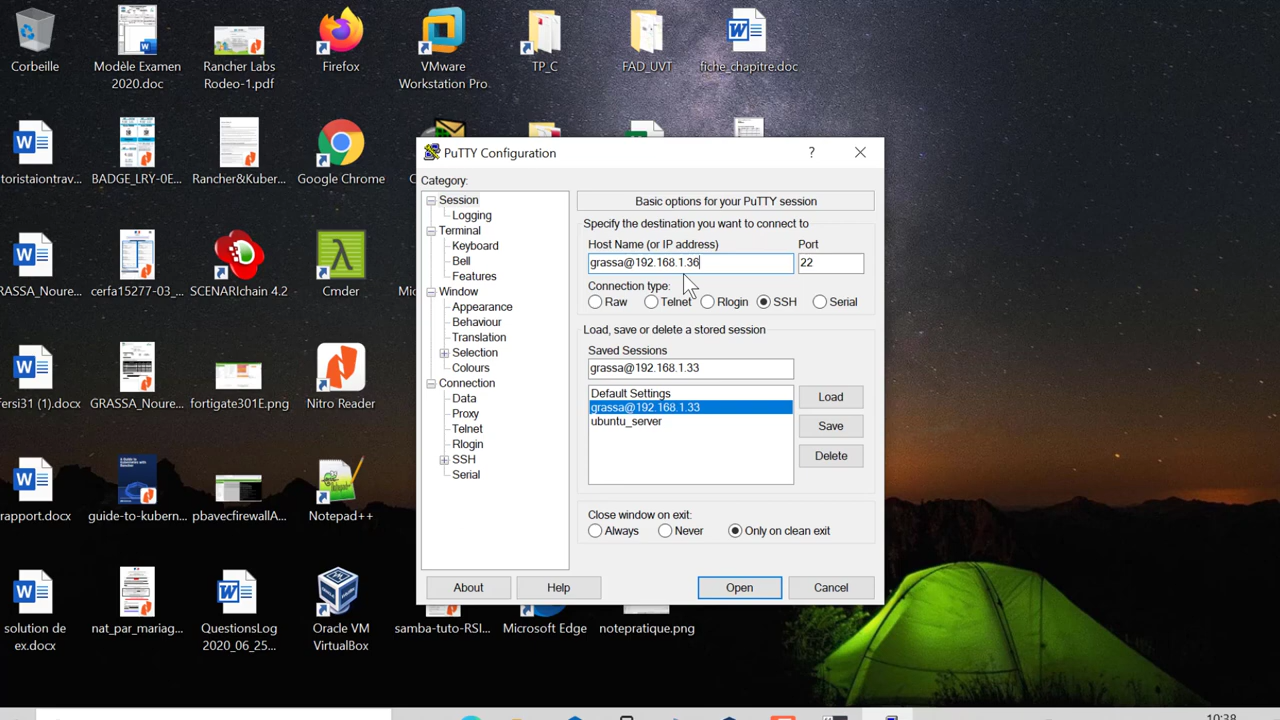 Corbeille
Modèle Examen
2020.doc
Rancher Labs
Rodeo-1.pdf
Firefox
VMware
Workstation Pro
TP_C
FAD_UVT
fiche_chapitre.doc
toristaiontrav...
BADGE_LRY-0E...
Rancher&Kuber...
Google Chrome
PuTTY Configuration
?
Category:
Session
Logging
Terminal
Keyboard
Bell
Features
Window
Appearance
Behaviour
Translation
Selection
Colours
Connection
Data
Proxy
Telnet
Rlogin
SSH
Serial
Basic options for your PuTTY session
Specify the destination you want to connect to
Host Name (or IP address)
Port
grassa@192.168.1.36
22
Connection type:
Raw
Telnet
Rlogin
SSH
Serial
Load, save or delete a stored session
Saved Sessions
grassa@192.168.1.33
Default Settings
grassa@192.168.1.33
ubuntu_server
Load
Save
Delete
Close window on exit:
Always
Never
Only on clean exit
About
Help
Open
Cancel
RASSA_Noure...
cerfa15277-03_...
SCENARIchain 4.2
Cmder
fersi31 (1).docx
GRASSA_Noure...
fortigate301E.png
Nitro Reader
rapport.docx
guide-to-kubern...
pbavecfirewallA...
Notepad++
solution de
ex.docx
nat_par_mariag...
QuestionsLog
2020_06_25...
Oracle VM
VirtualBox
samba-tuto-RSI...
Microsoft Edge
notepratique.png
10:38